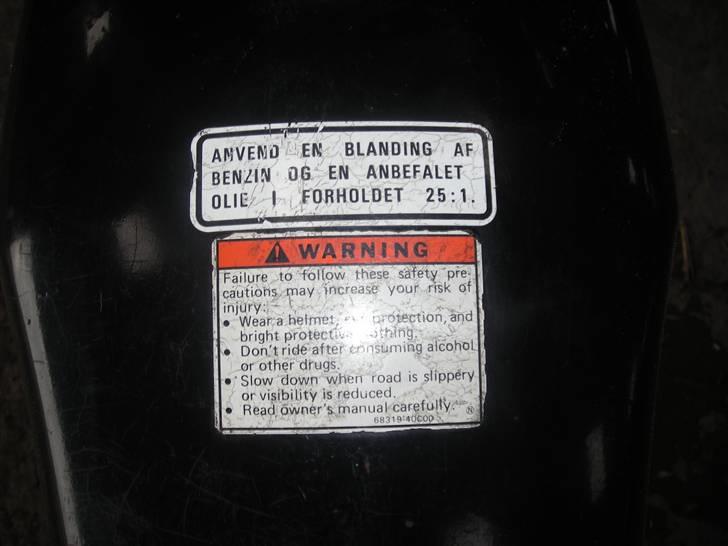 ANVEND EN BLANDING AF
BENZIN OG EN ANBEFALET
OLIE I FORHOLDET 25:1.
WARNING
Failure to follow these safety pre-
cautions may increase your risk of
injury:
• Wear a helmet, protection, and
bright protective
• Don't ride after consuming alcohol
or other drugs.
• Slow down when road is slippery
or visibility is reduced.
• Read owner's manual carefully.
68319-40C00